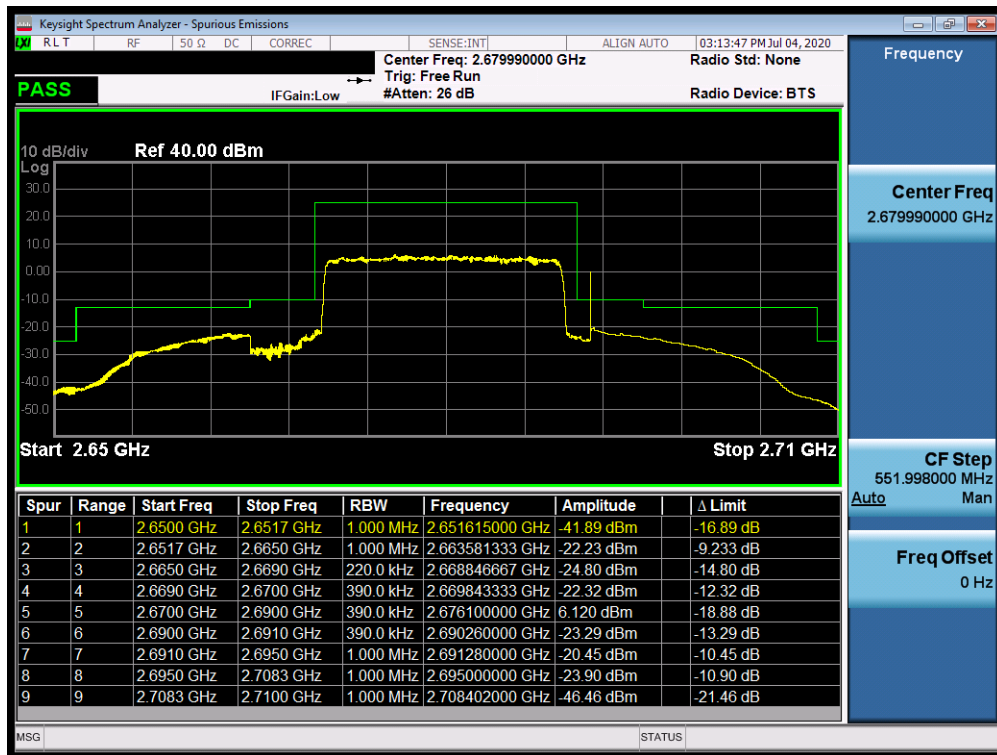 Keysight Spectrum Analyzer - Spurious Emissions
LXI RLT RF 50 Ω DC CORREC SENSE:INT ALIGN AUTO 03:13:47 PM Jul 04, 2020
Center Freq: 2.679990000 GHz Radio Std: None
Trig: Free Run
PASS IFGain:Low #Atten: 26 dB Radio Device: BTS
10 dB/div Ref 40.00 dBm
Log
30.0
20.0
10.0
0.00
-10.0
-20.0
-30.0
-40.0
-50.0
Start 2.65 GHz Stop 2.71 GHz
Spur Range Start Freq Stop Freq RBW Frequency Amplitude Δ Limit
1 1 2.6500 GHz 2.6517 GHz 1.000 MHz 2.651615000 GHz -41.89 dBm -16.89 dB
2 2 2.6517 GHz 2.6650 GHz 1.000 MHz 2.663581333 GHz -22.23 dBm -9.233 dB
3 3 2.6650 GHz 2.6690 GHz 220.0 kHz 2.668846667 GHz -24.80 dBm -14.80 dB
4 4 2.6690 GHz 2.6700 GHz 390.0 kHz 2.669843333 GHz -22.32 dBm -12.32 dB
5 5 2.6700 GHz 2.6900 GHz 390.0 kHz 2.676100000 GHz 6.120 dBm -18.88 dB
6 6 2.6900 GHz 2.6910 GHz 390.0 kHz 2.690260000 GHz -23.29 dBm -13.29 dB
7 7 2.6910 GHz 2.6950 GHz 1.000 MHz 2.691280000 GHz -20.45 dBm -10.45 dB
8 8 2.6950 GHz 2.7083 GHz 1.000 MHz 2.695000000 GHz -23.90 dBm -10.90 dB
9 9 2.7083 GHz 2.7100 GHz 1.000 MHz 2.708402000 GHz -46.46 dBm -21.46 dB
MSG STATUS
Frequency
Center Freq
2.679990000 GHz
CF Step
551.998000 MHz
Auto Man
Freq Offset
0 Hz